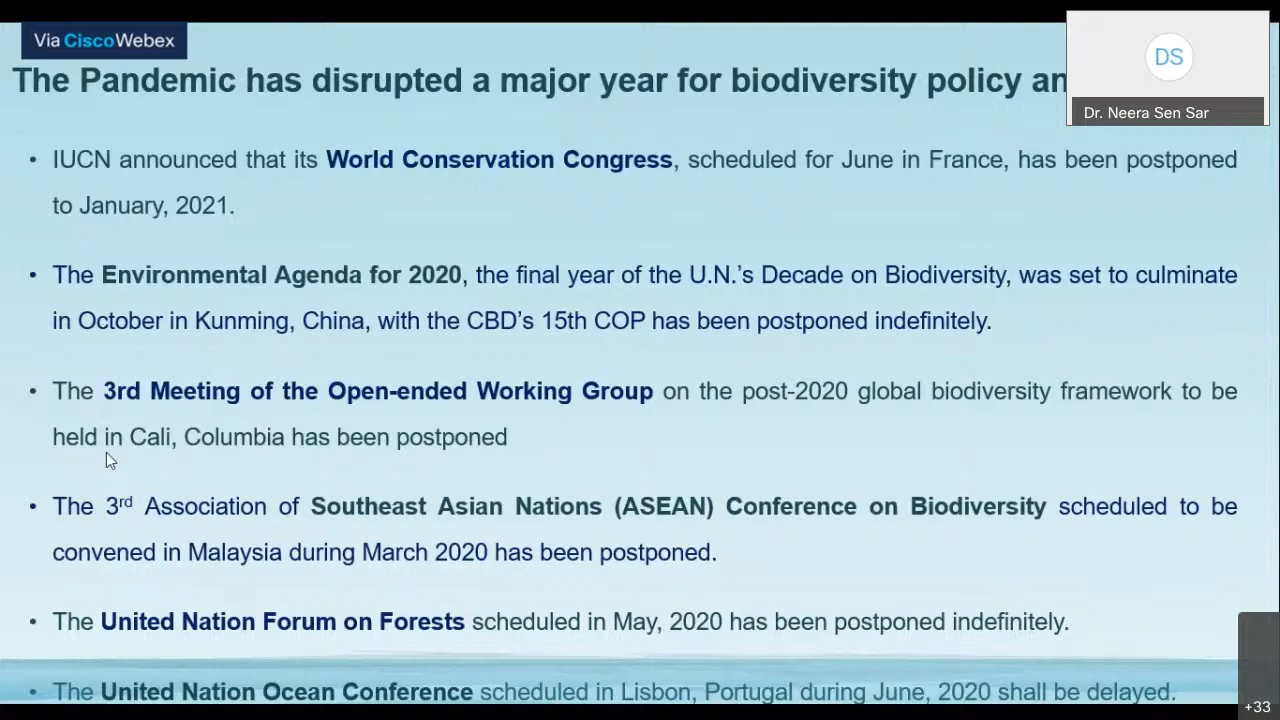 Via CiscoWebex
DS
The Pandemic has disrupted a major year for biodiversity policy an
Dr. Neera Sen Sar
• IUCN announced that its World Conservation Congress, scheduled for June in France, has been postponed
to January, 2021.
• The Environmental Agenda for 2020, the final year of the U.N.’s Decade on Biodiversity, was set to culminate
in October in Kunming, China, with the CBD’s 15th COP has been postponed indefinitely.
• The 3rd Meeting of the Open-ended Working Group on the post-2020 global biodiversity framework to be
held in Cali, Columbia has been postponed
• The 3rd Association of Southeast Asian Nations (ASEAN) Conference on Biodiversity scheduled to be
convened in Malaysia during March 2020 has been postponed.
• The United Nation Forum on Forests scheduled in May, 2020 has been postponed indefinitely.
• The United Nation Ocean Conference scheduled in Lisbon, Portugal during June, 2020 shall be delayed.
+33